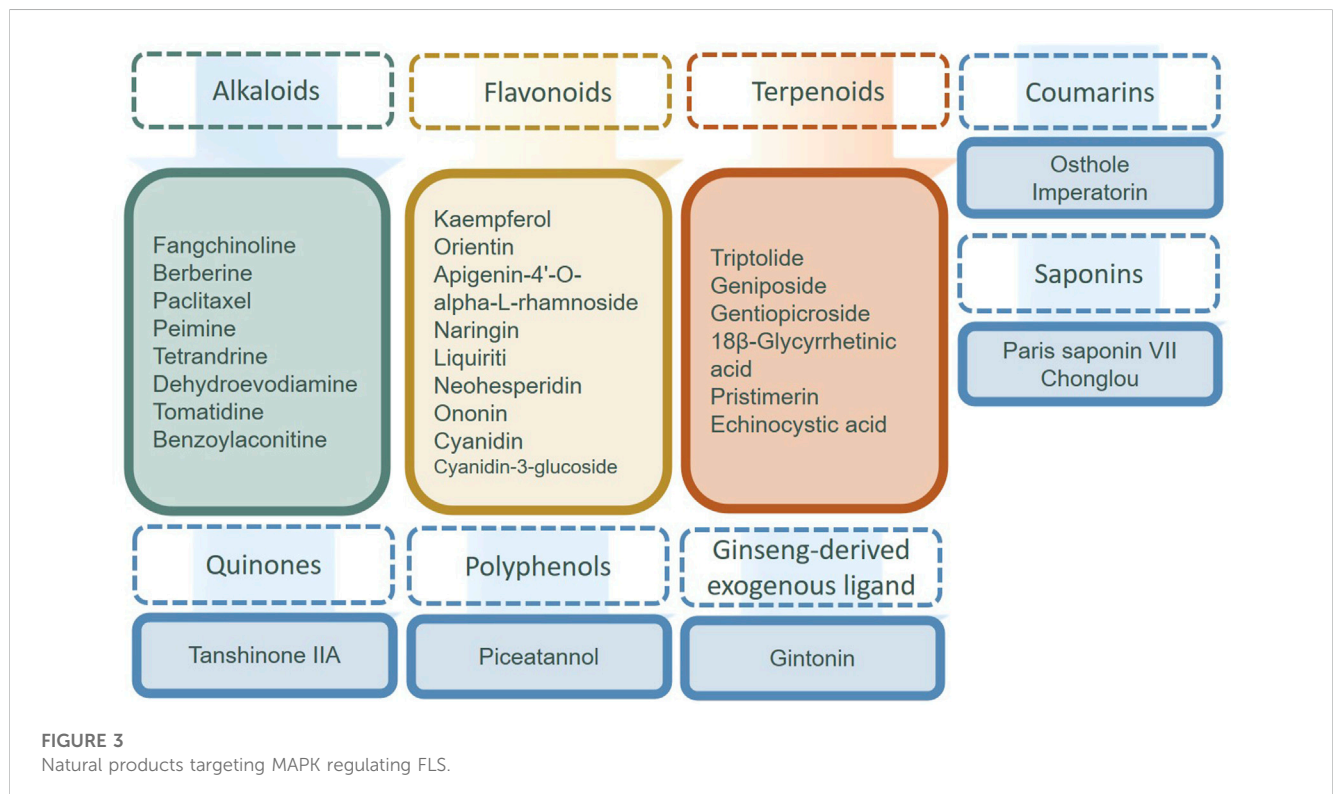 Alkaloids
Fangchinoline
Berberine
Paclitaxel
Peimine
Tetrandrine
Dehydroevodiamine
Tomatidine
Benzoylaconitine
Flavonoids
Kaempferol
Orientin
Apigenin-4'-O-
alpha-L-rhamnoside
Naringin
Liquiriti
Neohesperidin
Ononin
Cyanidin
Cyanidin-3-glucoside
Terpenoids
Triptolide
Geniposide
Gentiopicroside
18β-Glycyrrhetinic
acid
Pristimerin
Echinocystic acid
Coumarins
Osthole
Imperatorin
Saponins
Paris saponin VII
Chonglou
Quinones
Tanshinone IIA
Polyphenols
Piceatannol
Ginseng-derived
exogenous ligand
Gintonin
FIGURE 3
Natural products targeting MAPK regulating FLS.